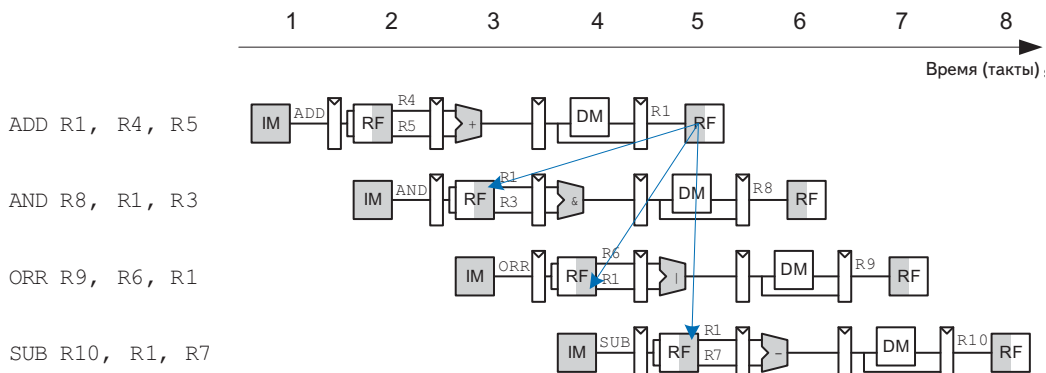 1 2 3 4 5 6 7 8
Время (такты)
ADD R1, R4, R5
IM ADD RF R4 R5 + DM R1 RF
AND R8, R1, R3
IM AND RF R1 R3 & DM R8 RF
ORR R9, R6, R1
IM ORR RF R6 R1 | DM R9 RF
SUB R10, R1, R7
IM SUB RF R1 R7 - DM R10 RF